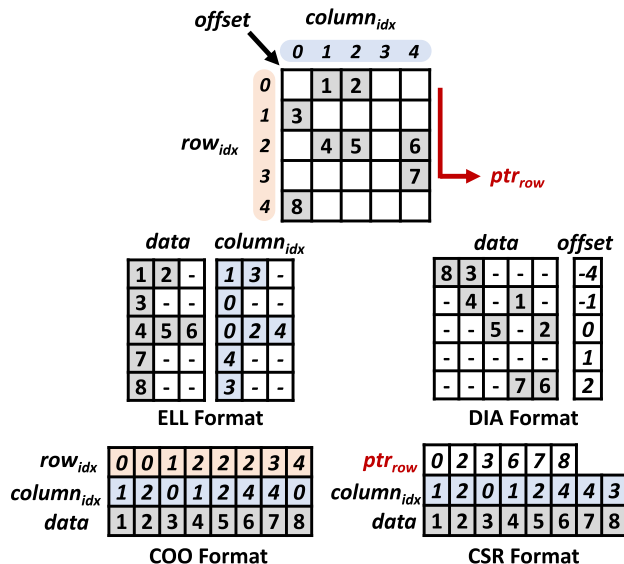 column_idx
offset
0 1 2 3 4
0 1 2
1 3
row_idx 2 4 5 6
3 7
ptr_row
4 8
data column_idx
1 2 - 1 3 -
3 - - 0 - -
4 5 6 0 2 4
7 - - 4 - -
8 - - 3 - -
ELL Format
data offset
8 3 - - - -4
- 4 - 1 - -1
- - 5 - 2 0
- - - - - 1
- - - 7 6 2
DIA Format
row_idx 0 0 1 2 2 2 3 4
column_idx 1 2 0 1 2 4 4 0
data 1 2 3 4 5 6 7 8
COO Format
ptr_row 0 2 3 6 7 8
column_idx 1 2 0 1 2 4 4 3
data 1 2 3 4 5 6 7 8
CSR Format